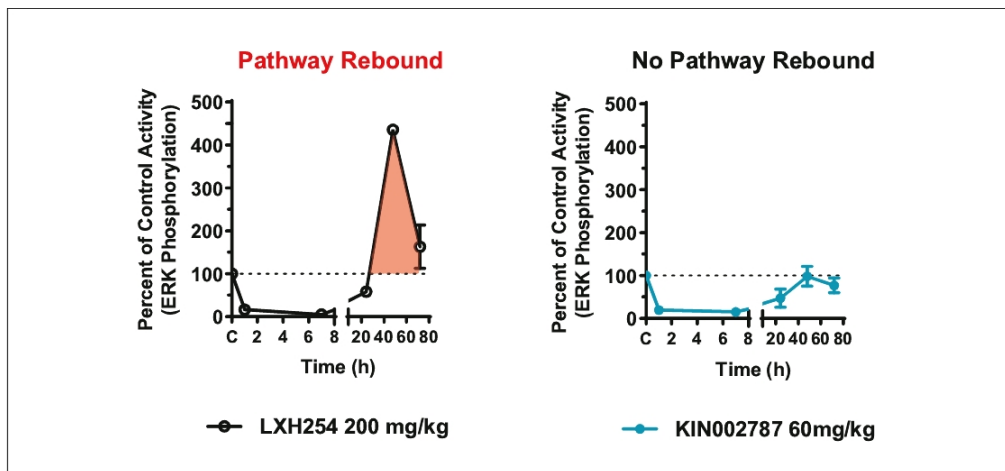 Pathway Rebound
No Pathway Rebound
Percent of Control Activity
(ERK Phosphorylation)
500
400
300
200
100
0
C 2 4 6 8 20 40 60 80
Time (h)
LXH254 200 mg/kg
Percent of Control Activity
(ERK Phosphorylation)
500
400
300
200
100
0
C 2 4 6 8 20 40 60 80
Time (h)
KIN002787 60mg/kg